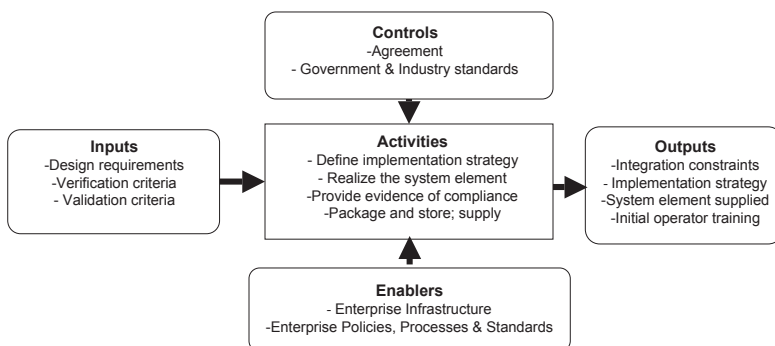 Controls
-Agreement
- Government & Industry standards
Inputs
-Design requirements
-Verification criteria
- Validation criteria
Activities
- Define implementation strategy
- Realize the system element
-Provide evidence of compliance
-Package and store; supply
Outputs
-Integration constraints
- Implementation strategy
-System element supplied
-Initial operator training
Enablers
- Enterprise Infrastructure
-Enterprise Policies, Processes & Standards